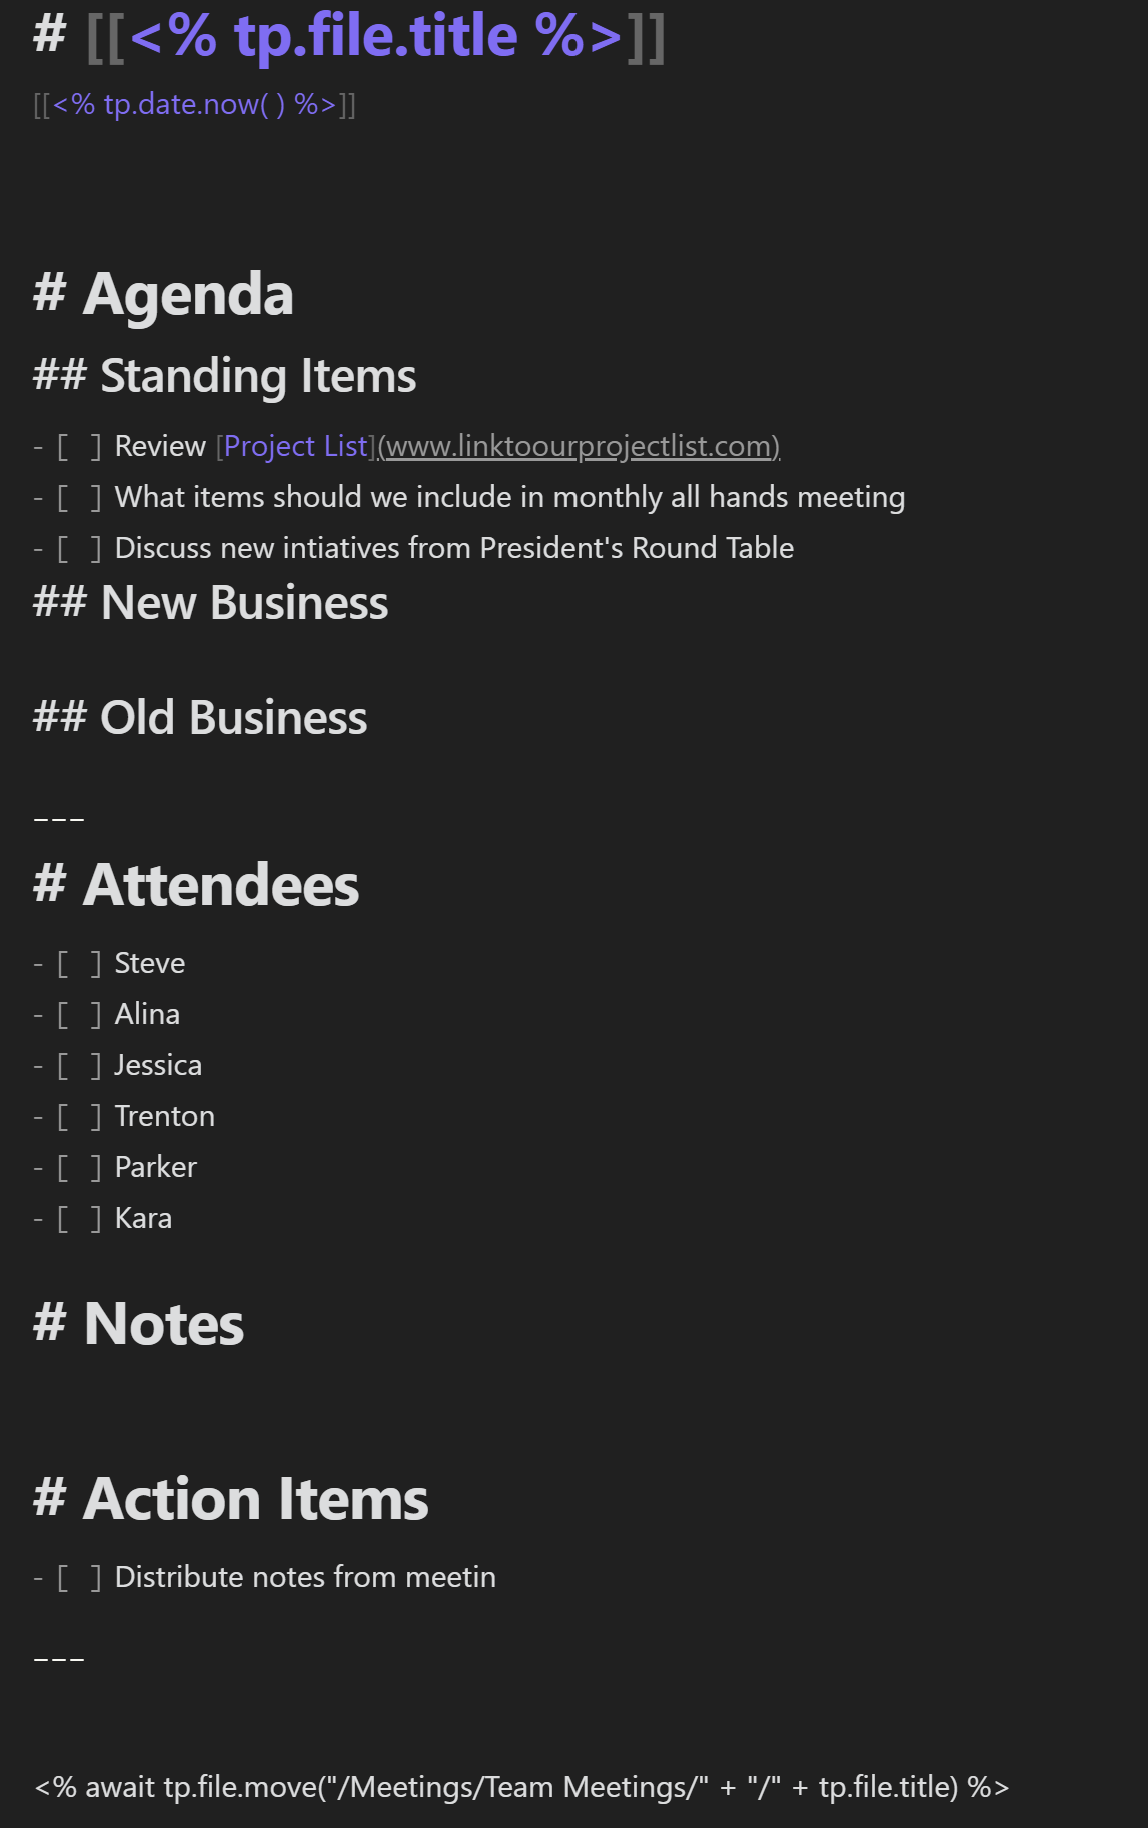 # [[<% tp.file.title %>]]
[[<% tp.date.now( ) %>]]
# Agenda
## Standing Items
- [ ] Review [Project List](www.linktoourprojectlist.com)
- [ ] What items should we include in monthly all hands meeting
- [ ] Discuss new intiatives from President's Round Table
## New Business
## Old Business
---
# Attendees
- [ ] Steve
- [ ] Alina
- [ ] Jessica
- [ ] Trenton
- [ ] Parker
- [ ] Kara
# Notes
# Action Items
- [ ] Distribute notes from meetin
---
<% await tp.file.move("/Meetings/Team Meetings/" + "/" + tp.file.title) %>